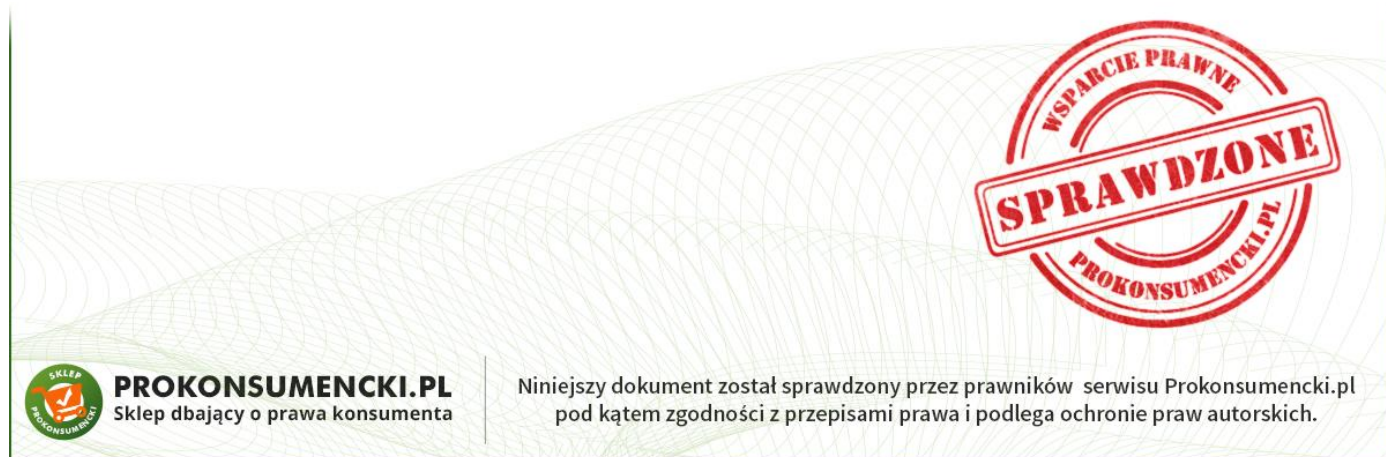 WSPARCIE PRAWNE
SPRAWDZONE
PROKONSUMENCKI.PL
SKLEP
PROKONSUMENCKI
PROKONSUMENCKI.PL
Sklep dbający o prawa konsumenta
Niniejszy dokument został sprawdzony przez prawników serwisu Prokonsumencki.pl
pod kątem zgodności z przepisami prawa i podlega ochronie praw autorskich.